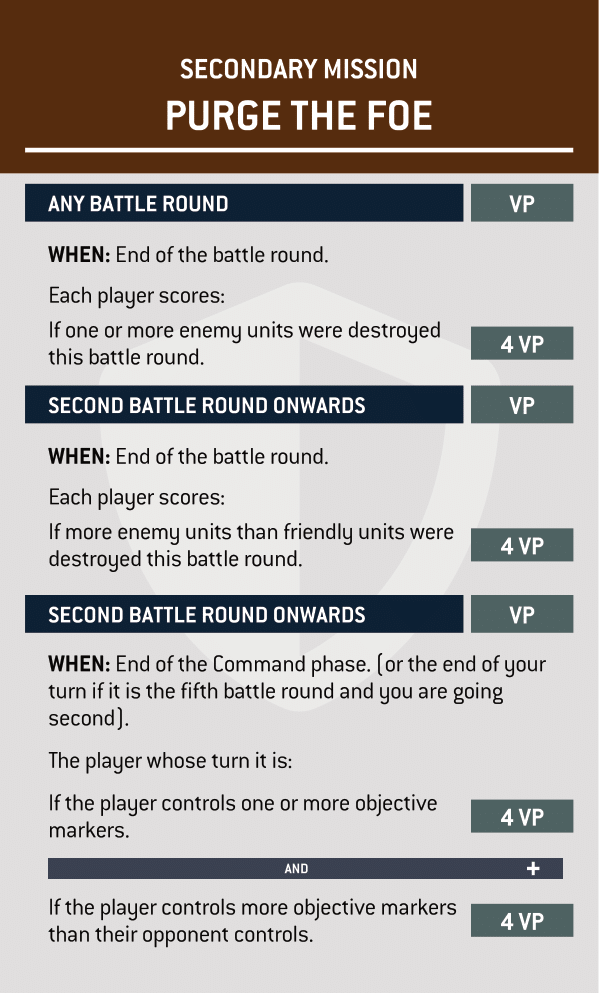 SECONDARY MISSION
PURGE THE FOE
ANY BATTLE ROUND VP
WHEN: End of the battle round.
Each player scores:
If one or more enemy units were destroyed
this battle round.
4 VP
SECOND BATTLE ROUND ONWARDS VP
WHEN: End of the battle round.
Each player scores:
If more enemy units than friendly units were
destroyed this battle round.
4 VP
SECOND BATTLE ROUND ONWARDS VP
WHEN: End of the Command phase. (or the end of your
turn if it is the fifth battle round and you are going
second).
The player whose turn it is:
If the player controls one or more objective
markers.
4 VP
AND +
If the player controls more objective markers
than their opponent controls.
4 VP